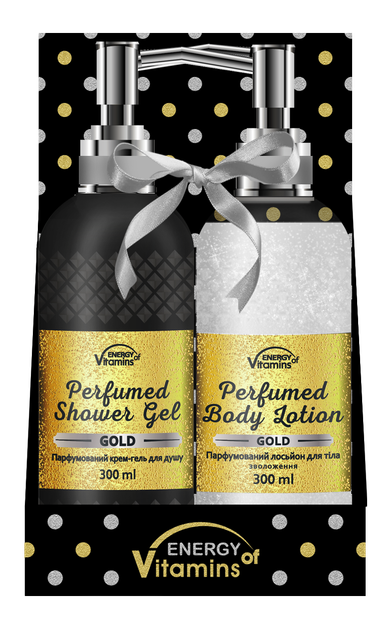 ENERGY of
Vitamins
Perfumed
Shower Gel
GOLD
Парфумований крем-гель для душу
300 ml
ENERGY of
Vitamins
Perfumed
Body Lotion
GOLD
Парфумований лосьйон для тіла
зволоження
300 ml
ENERGY of
Vitamins